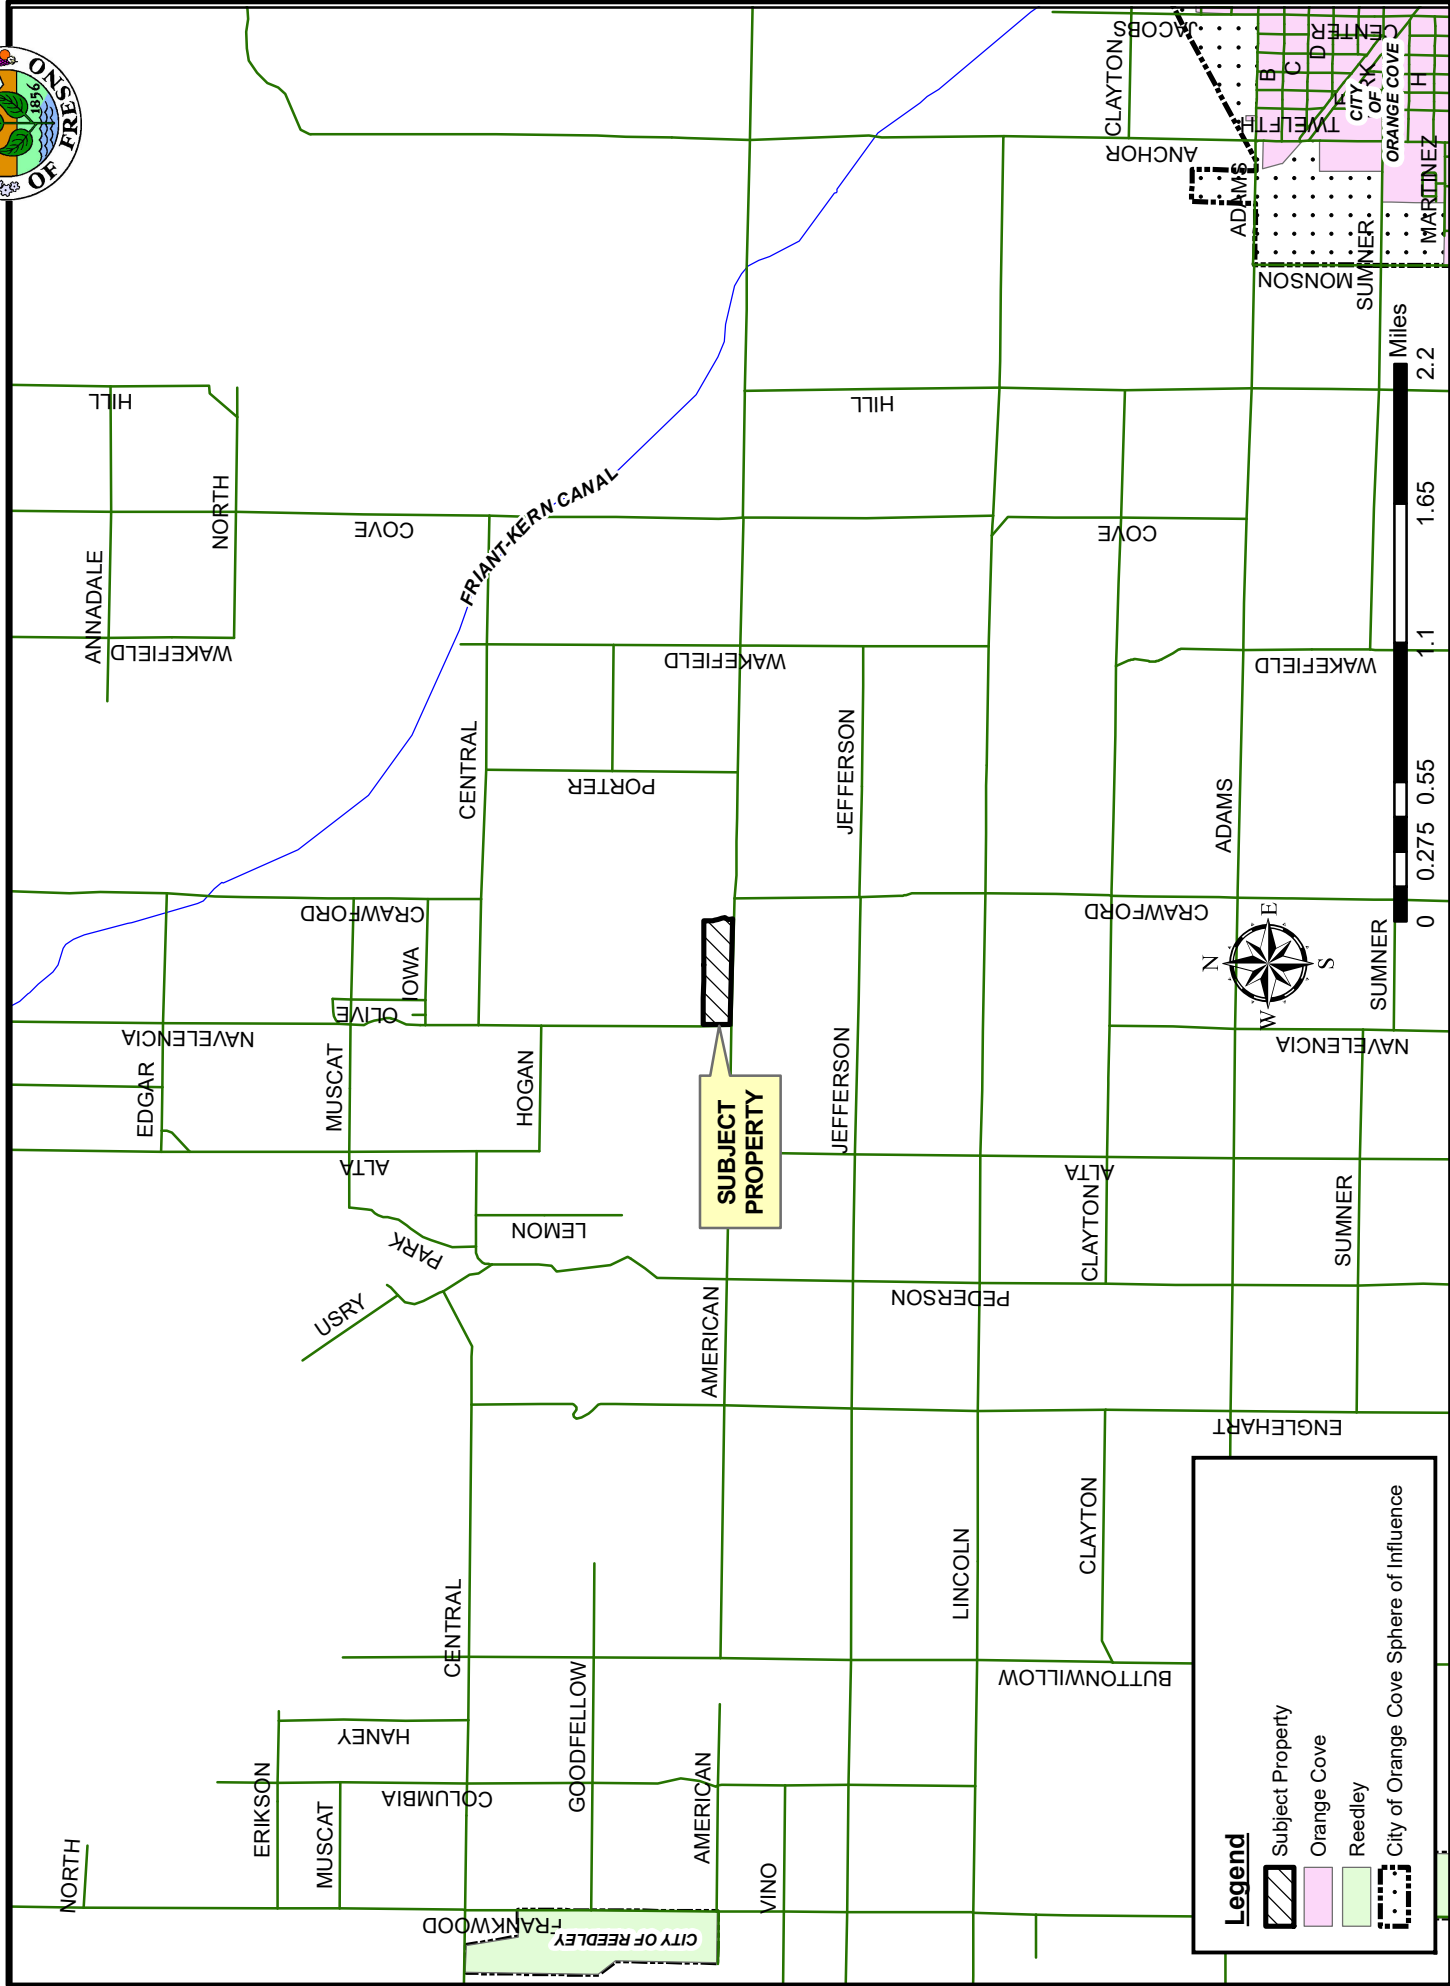 OF FRESNO
1856
HILL
ANNADALE
NORTH
WAKEFIELD
COVE
FRIANT-KERN CANAL
CLAYTON
JACOBS
ANCHOR
TWELFTH
CENTER
B
C
D
F
K
H
CITY
OF
ORANGE COVE
ADAMS
MARTINEZ
SUMNER
MONSON
HILL
COVE
CENTRAL
PORTER
WAKEFIELD
JEFFERSON
WAKEFIELD
ADAMS
CRAWFORD
IOWA
OLIVE
NAVELENCIA
EDGAR
MUSCAT
HOGAN
ALTA
CRAWFORD
SUMNER
NAVELENCIA
JEFFERSON
SUBJECT
PROPERTY
N
E
S
W
0 0.275 0.55 1.1 1.65 2.2
Miles
PARK
USRY
LEMON
AMERICAN
PEDERSON
ALTA
CLAYTON
SUMNER
ENGLEHART
CENTRAL
GOODFELLOW
LINCOLN
CLAYTON
BUTTONWILLOW
HANEY
ERIKSON
COLUMBIA
MUSCAT
AMERICAN
VINO
NORTH
FRANKWOOD
CITY OF REEDLEY
Legend
Subject Property
Orange Cove
Reedley
City of Orange Cove Sphere of Influence